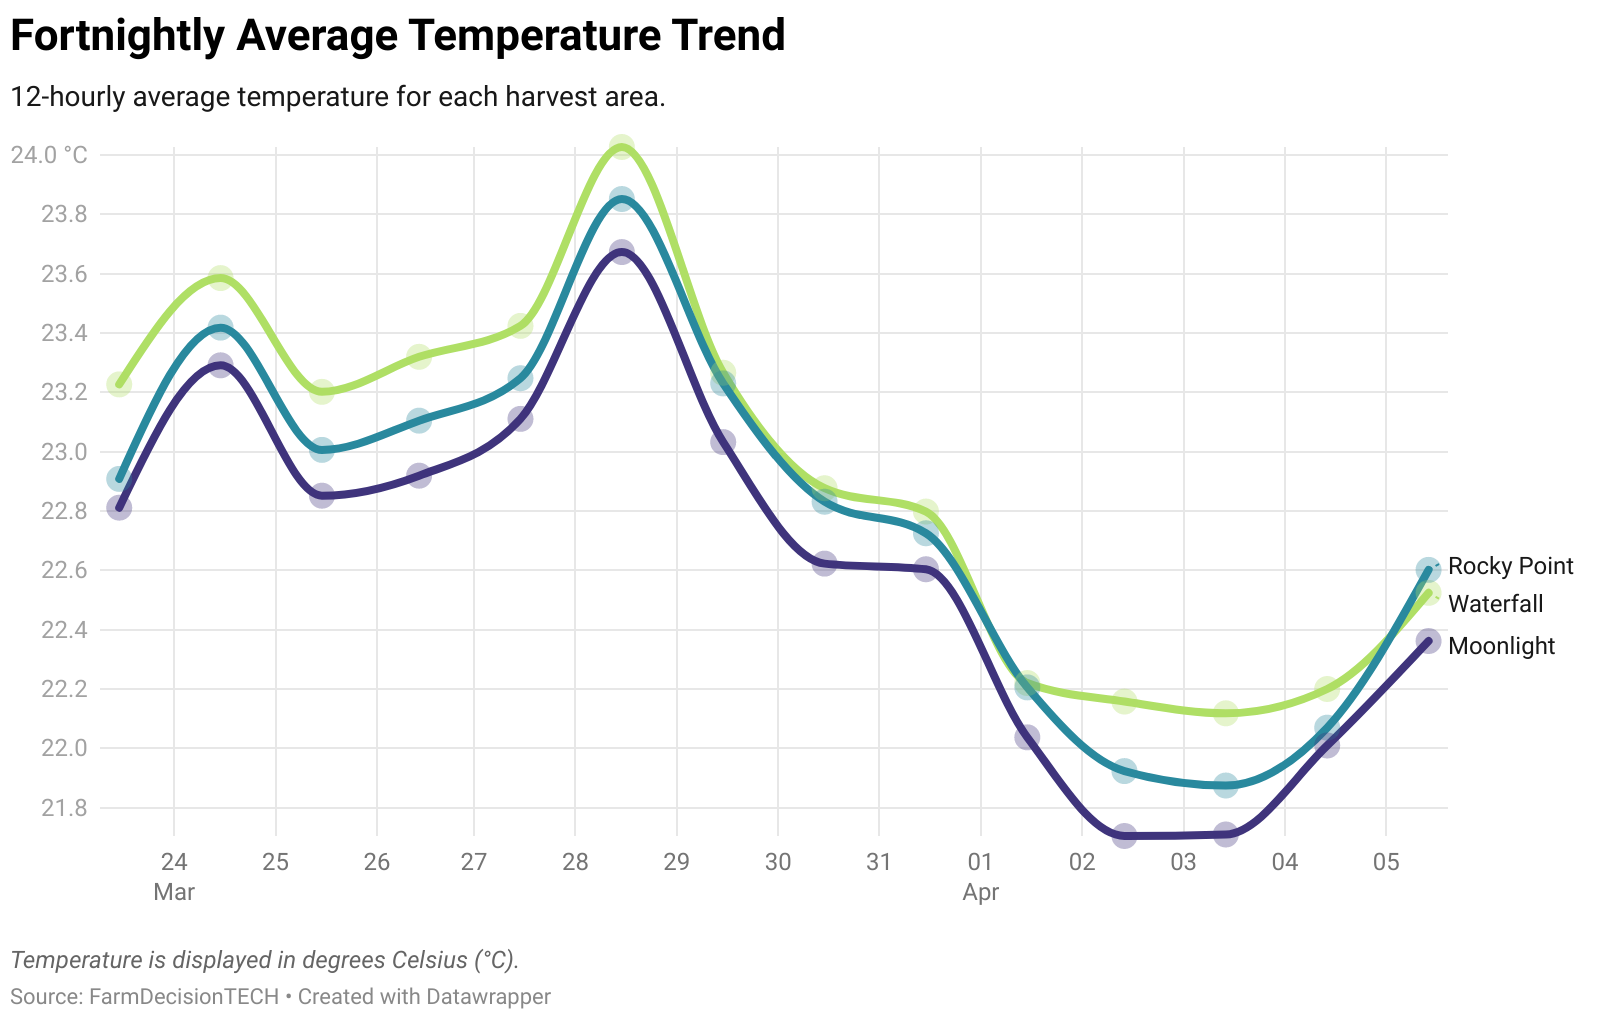 Fortnightly Average Temperature Trend
12-hourly average temperature for each harvest area.
24.0 °C
23.8
23.6
23.4
23.2
23.0
22.8
22.6
22.4
22.2
22.0
21.8
Rocky Point
Waterfall
Moonlight
24 25 26 27 28 29 30 31 01 02 03 04 05
Mar Apr
Temperature is displayed in degrees Celsius (°C).
Source: FarmDecisionTECH • Created with Datawrapper